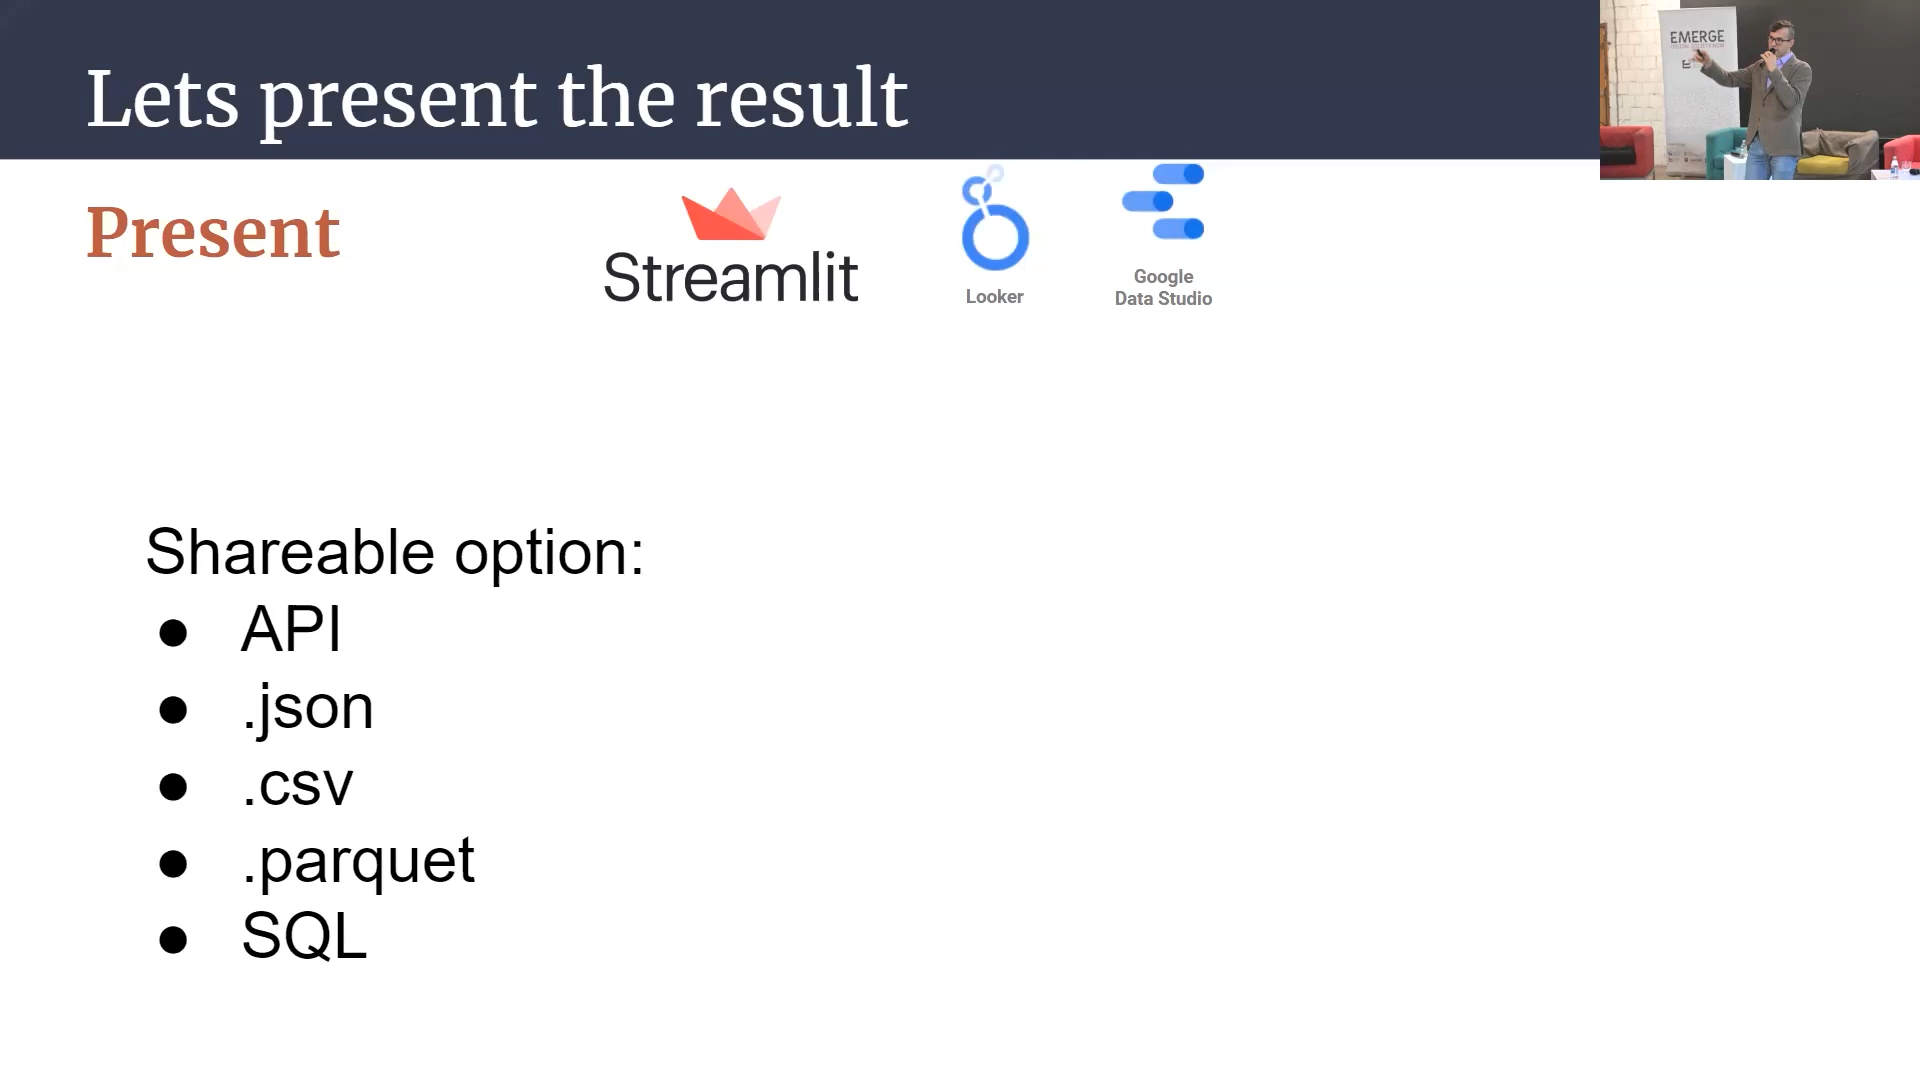 Lets present the result
EMERGE
Present
Streamlit
Looker
Google
Data Studio
Shareable option:
API
.json
.csv
.parquet
SQL